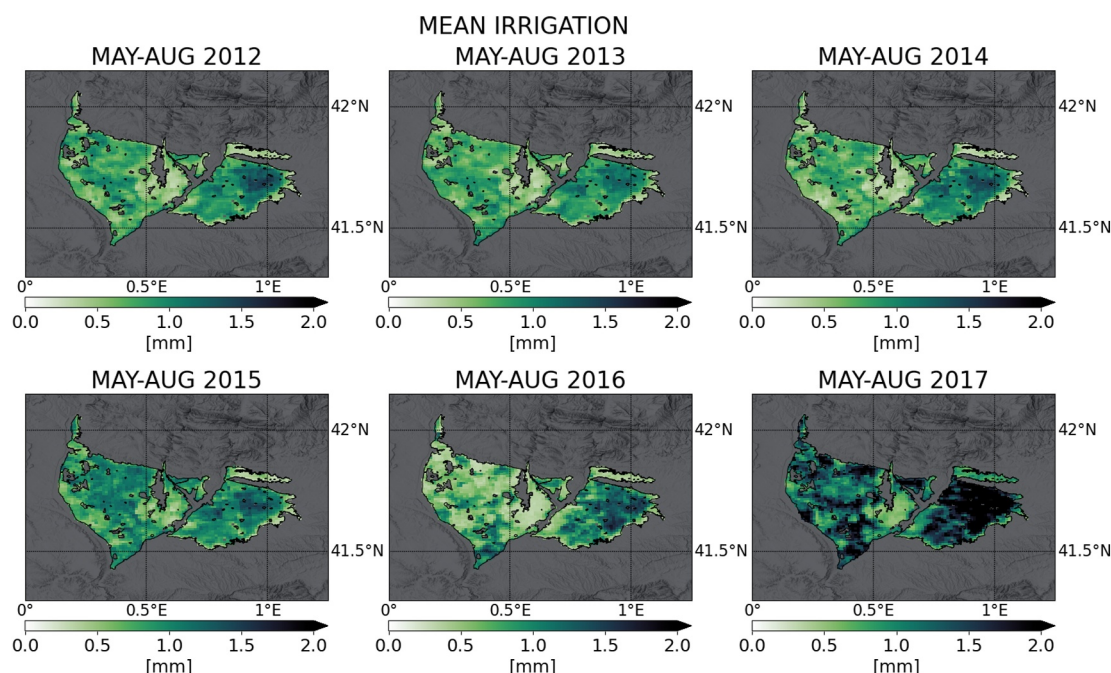 MEAN IRRIGATION
MAY-AUG 2012 MAY-AUG 2013 MAY-AUG 2014
42°N 42°N 42°N
41.5°N 41.5°N 41.5°N
0° 0.5°E 1°E 0° 0.5°E 1°E 0° 0.5°E 1°E
0.0 0.5 1.0 1.5 2.0 0.0 0.5 1.0 1.5 2.0 0.0 0.5 1.0 1.5 2.0
[mm] [mm] [mm]
MAY-AUG 2015 MAY-AUG 2016 MAY-AUG 2017
42°N 42°N 42°N
41.5°N 41.5°N 41.5°N
0° 0.5°E 1°E 0° 0.5°E 1°E 0° 0.5°E 1°E
0.0 0.5 1.0 1.5 2.0 0.0 0.5 1.0 1.5 2.0 0.0 0.5 1.0 1.5 2.0
[mm] [mm] [mm]